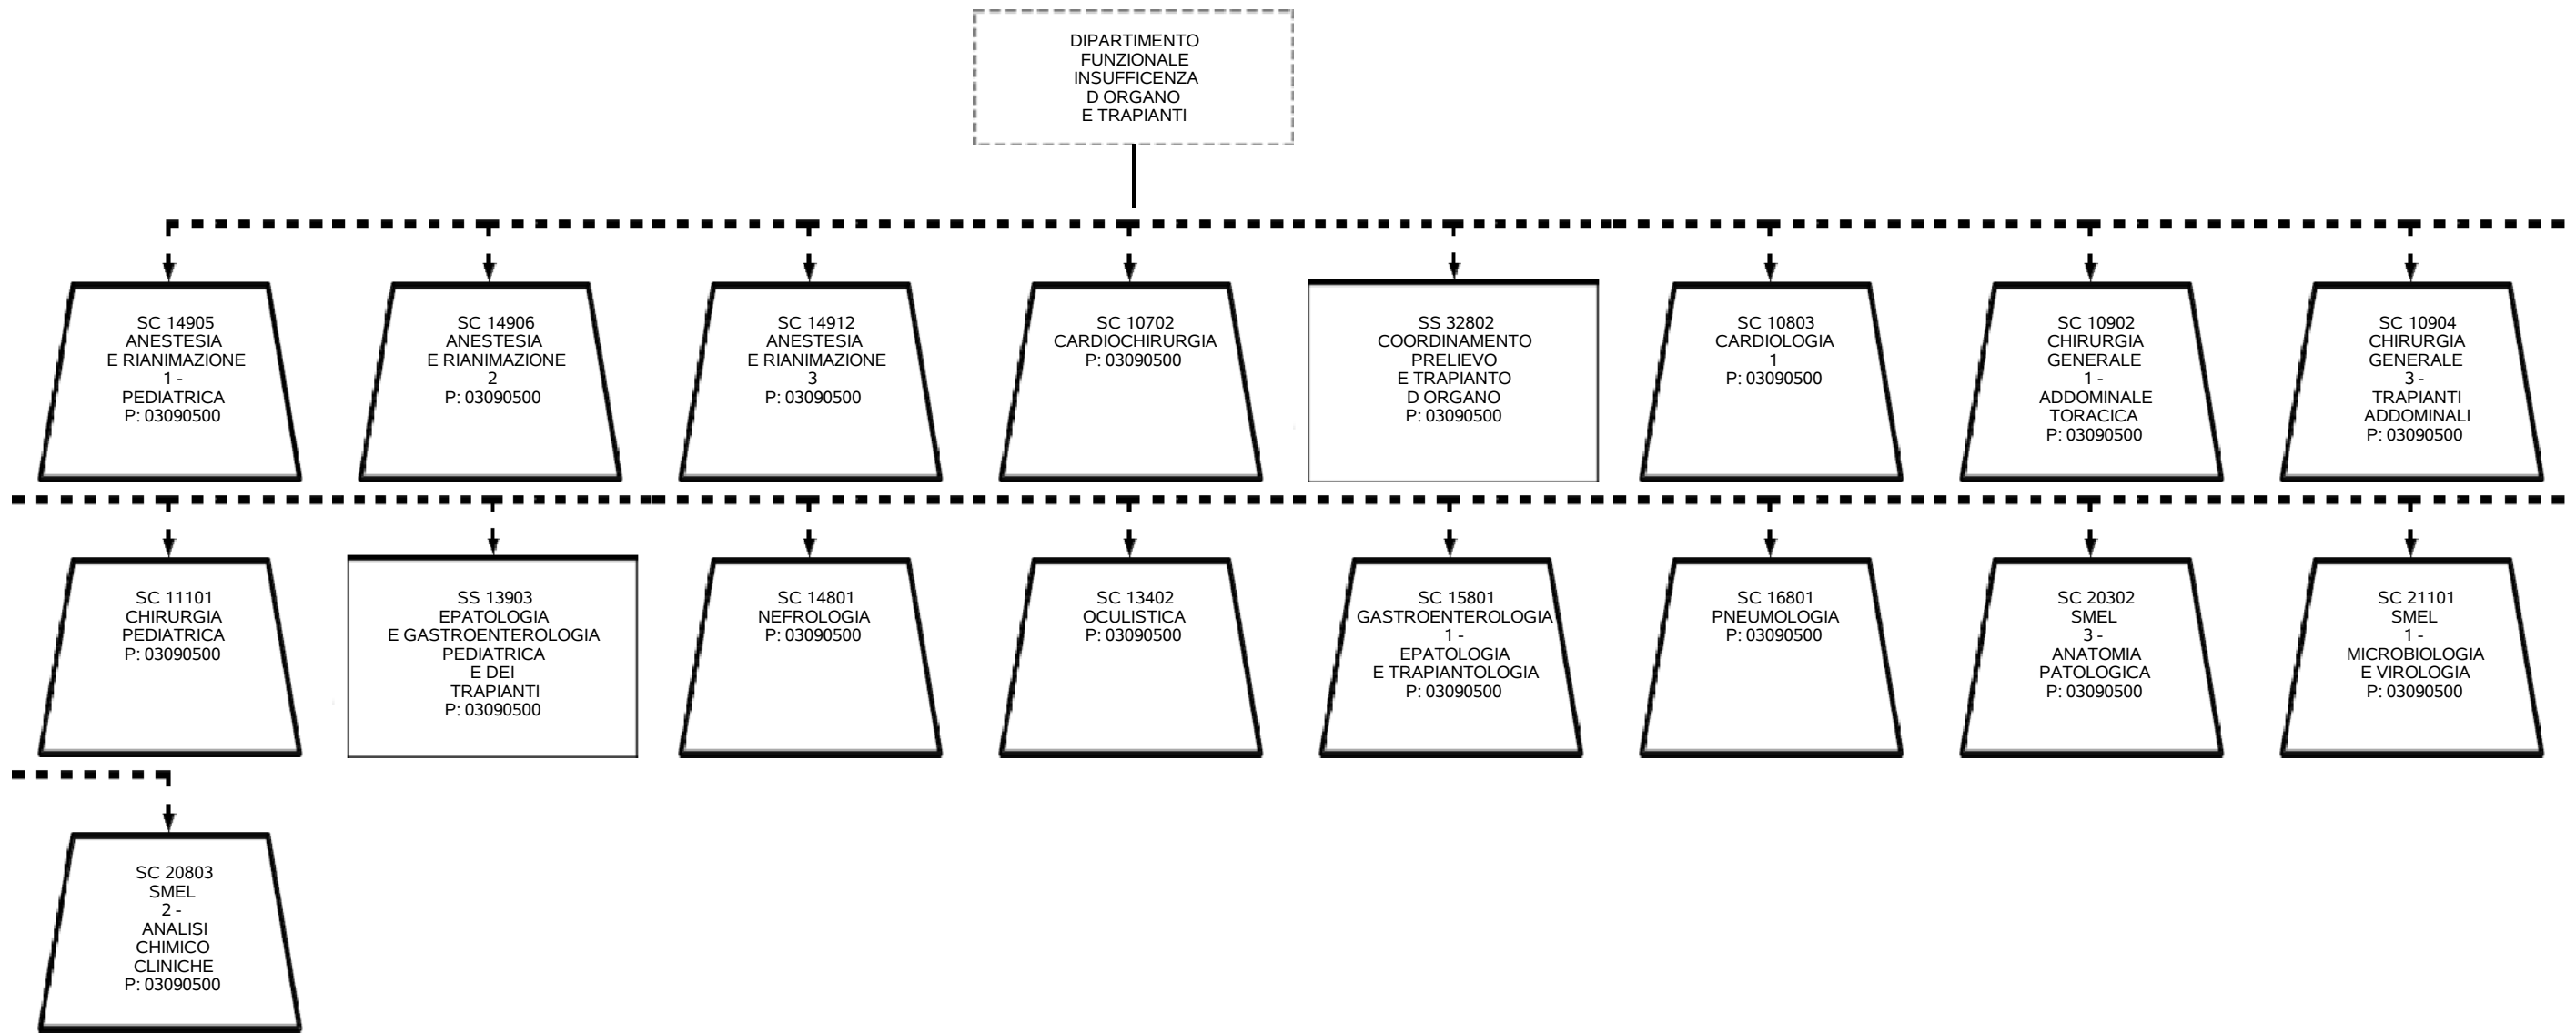 DIPARTIMENTO
FUNZIONALE
INSUFFICENZA
D ORGANO
E TRAPIANTI
SC 14905
ANESTESIA
E RIANIMAZIONE
1 -
PEDIATRICA
P: 03090500
SC 14906
ANESTESIA
E RIANIMAZIONE
2
P: 03090500
SC 14912
ANESTESIA
E RIANIMAZIONE
3
P: 03090500
SC 10702
CARDIOCHIRURGIA
P: 03090500
SS 32802
COORDINAMENTO
PRELIEVO
E TRAPIANTO
D ORGANO
P: 03090500
SC 10803
CARDIOLOGIA
1
P: 03090500
SC 10902
CHIRURGIA
GENERALE
1 -
ADDOMINALE
TORACICA
P: 03090500
SC 10904
CHIRURGIA
GENERALE
3 -
TRAPIANTI
ADDOMINALI
P: 03090500
SC 11101
CHIRURGIA
PEDIATRICA
P: 03090500
SS 13903
EPATOLOGIA
E GASTROENTEROLOGIA
PEDIATRICA
E DEI
TRAPIANTI
P: 03090500
SC 14801
NEFROLOGIA
P: 03090500
SC 13402
OCULISTICA
P: 03090500
SC 15801
GASTROENTEROLOGIA
1 -
EPATOLOGIA
E TRAPIANTOLOGIA
P: 03090500
SC 16801
PNEUMOLOGIA
P: 03090500
SC 20302
SMEL
3 -
ANATOMIA
PATOLOGICA
P: 03090500
SC 21101
SMEL
1 -
MICROBIOLOGIA
E VIROLOGIA
P: 03090500
SC 20803
SMEL
2 -
ANALISI
CHIMICO
CLINICHE
P: 03090500